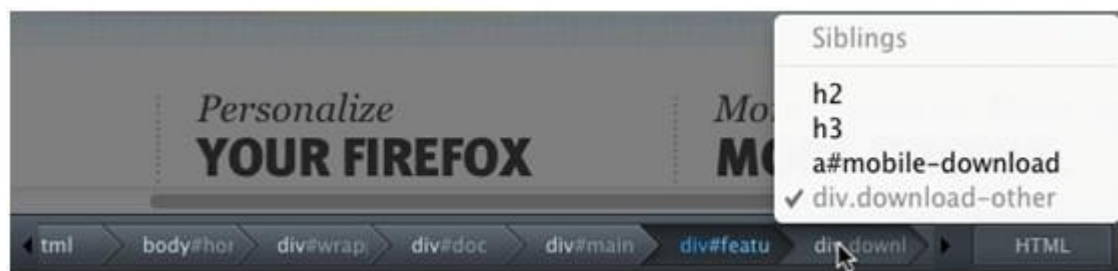 Siblings
h2
h3
a#mobile-download
✓ div.download-other
Personalize
YOUR FIREFOX
tml body#hor div#wrap div#doc div#main div#featu downl HTML